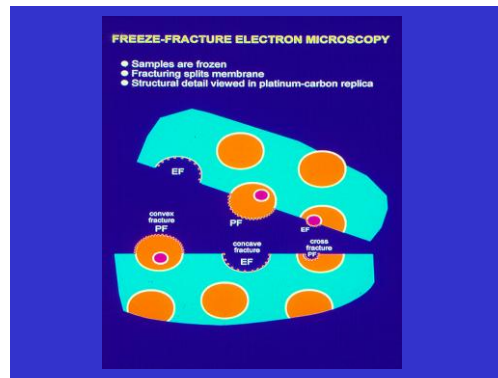 FREEZE-FRACTURE ELECTRON MICROSCOPY
Samples are frozen
Fracturing splits membrane
Structural detail viewed in platinum-carbon replica
EF
PF
EF
convex
fracture
PF
concave
fracture
EF
cross
fracture
PF